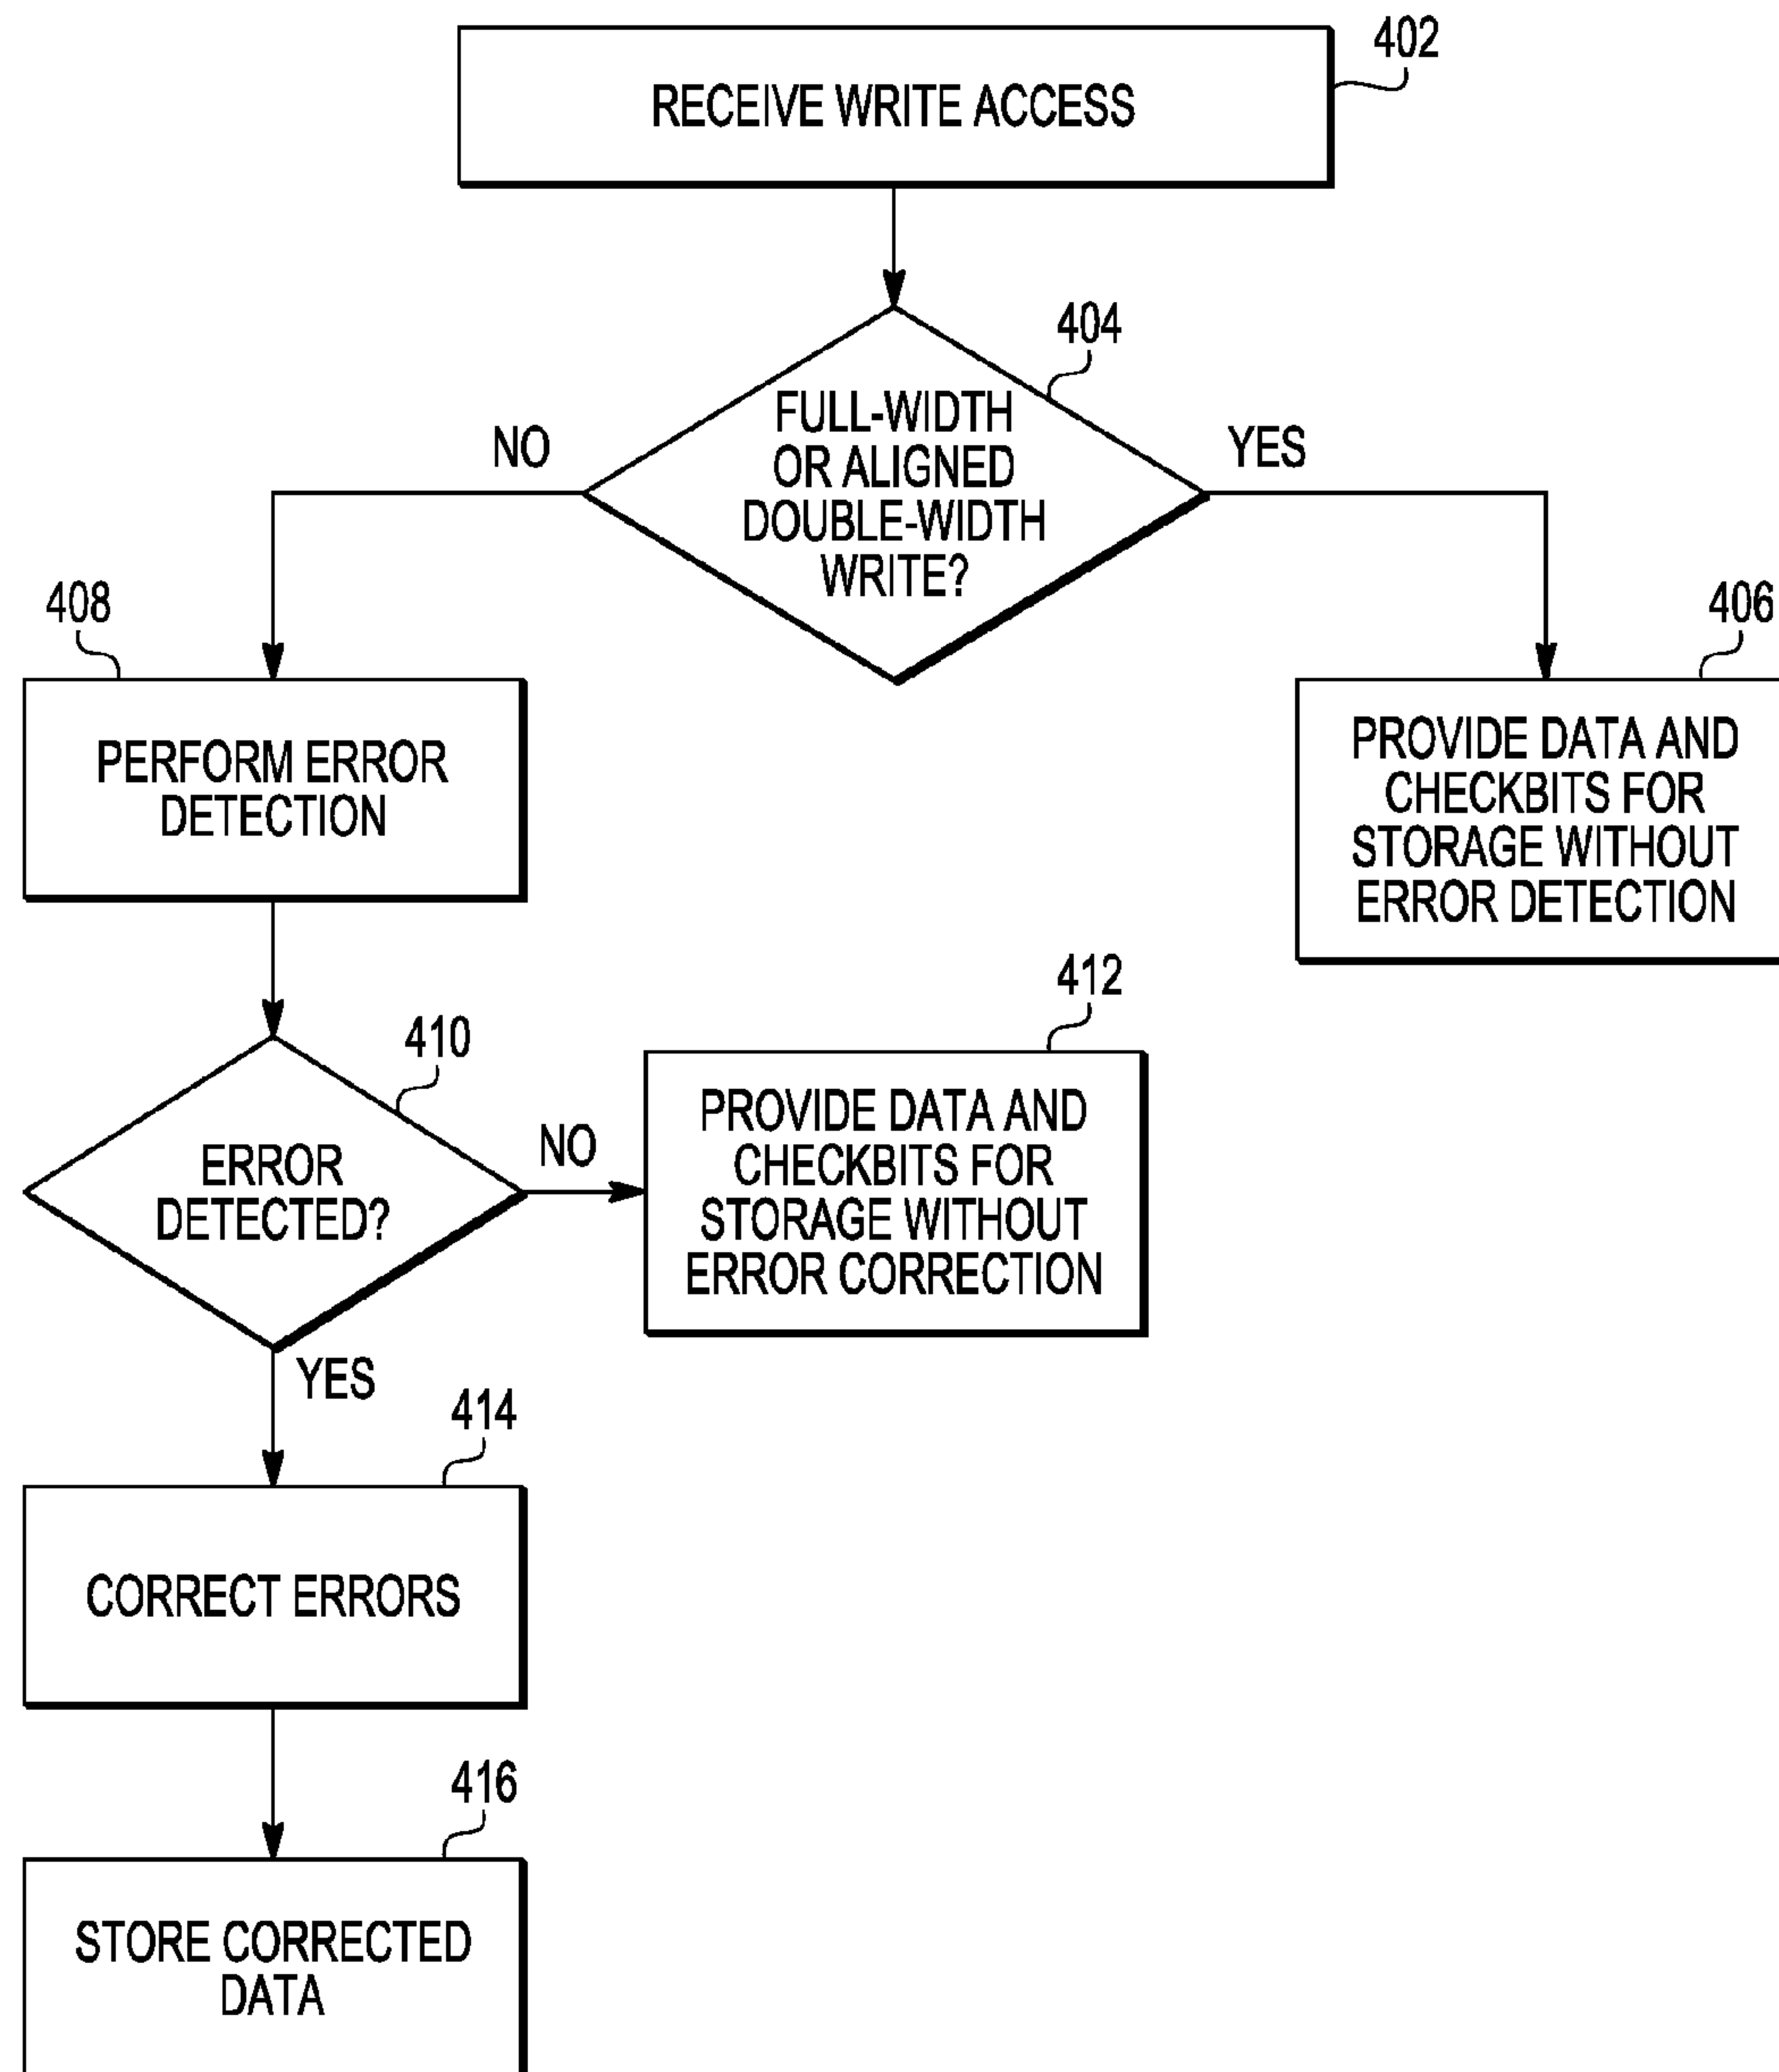 402
RECEIVE WRITE ACCESS
404
FULL-WIDTH
OR ALIGNED
DOUBLE-WIDTH
WRITE?
NO
YES
408
406
PERFORM ERROR
DETECTION
PROVIDE DATA AND
CHECKBITS FOR
STORAGE WITHOUT
ERROR DETECTION
410
ERROR
DETECTED?
NO
412
PROVIDE DATA AND
CHECKBITS FOR
STORAGE WITHOUT
ERROR CORRECTION
YES
414
CORRECT ERRORS
416
STORE CORRECTED
DATA